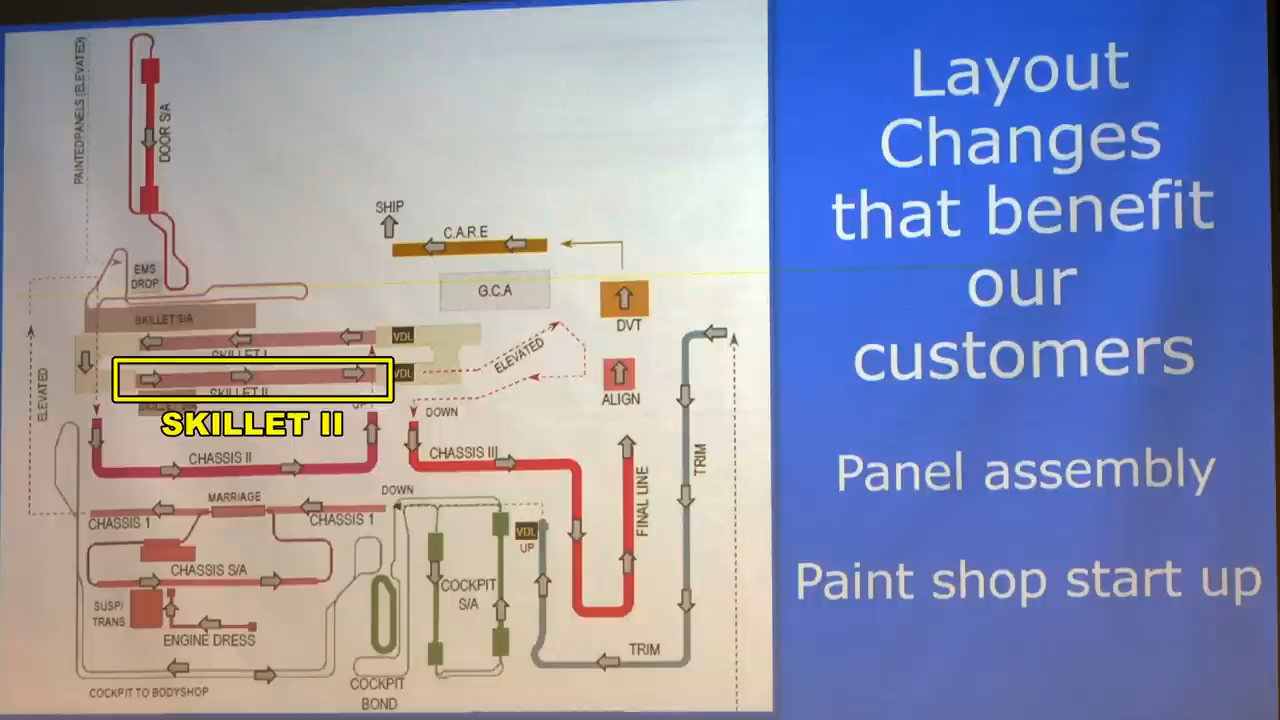 PAINTED PANELS (ELEVATED)
DOOR S/A
SHIP
C.A.R.E
EMS
DROP
G.C.A
SKILLET S/A
DVT
VDL
SKILLET I
ELEVATED
VDL
SKILLET II
ELEVATED
ALIGN
UP
DOWN
SKILLET II
CHASSIS II
CHASSIS III
TRIM
FINAL LINE
MARRIAGE
DOWN
CHASSIS 1
CHASSIS 1
VDL
UP
CHASSIS S/A
COCKPIT
S/A
SUSP/
TRANS
ENGINE DRESS
TRIM
COCKPIT TO BODYSHOP
COCKPIT
BOND
Layout
Changes
that benefit
our
customers
Panel assembly
Paint shop start up